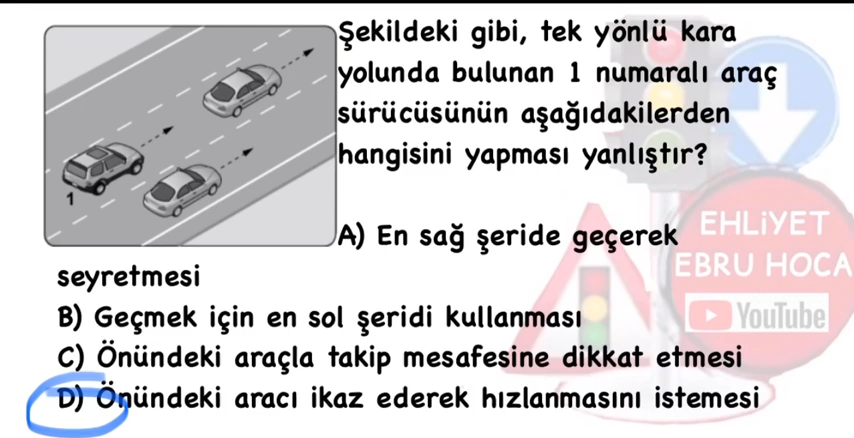 Şekildeki gibi, tek yönlü kara
yolunda bulunan 1 numaralı araç
sürücüsünün aşağıdakilerden
hangisini yapması yanlıştır?
1
A) En sağ şeride geçerek
seyretmesi
B) Geçmek için en sol şeridi kullanması
C) Önündeki araçla takip mesafesine dikkat etmesi
D) Önündeki aracı ikaz ederek hızlanmasını istemesi
EHLİYET
EBRU HOCA
YouTube